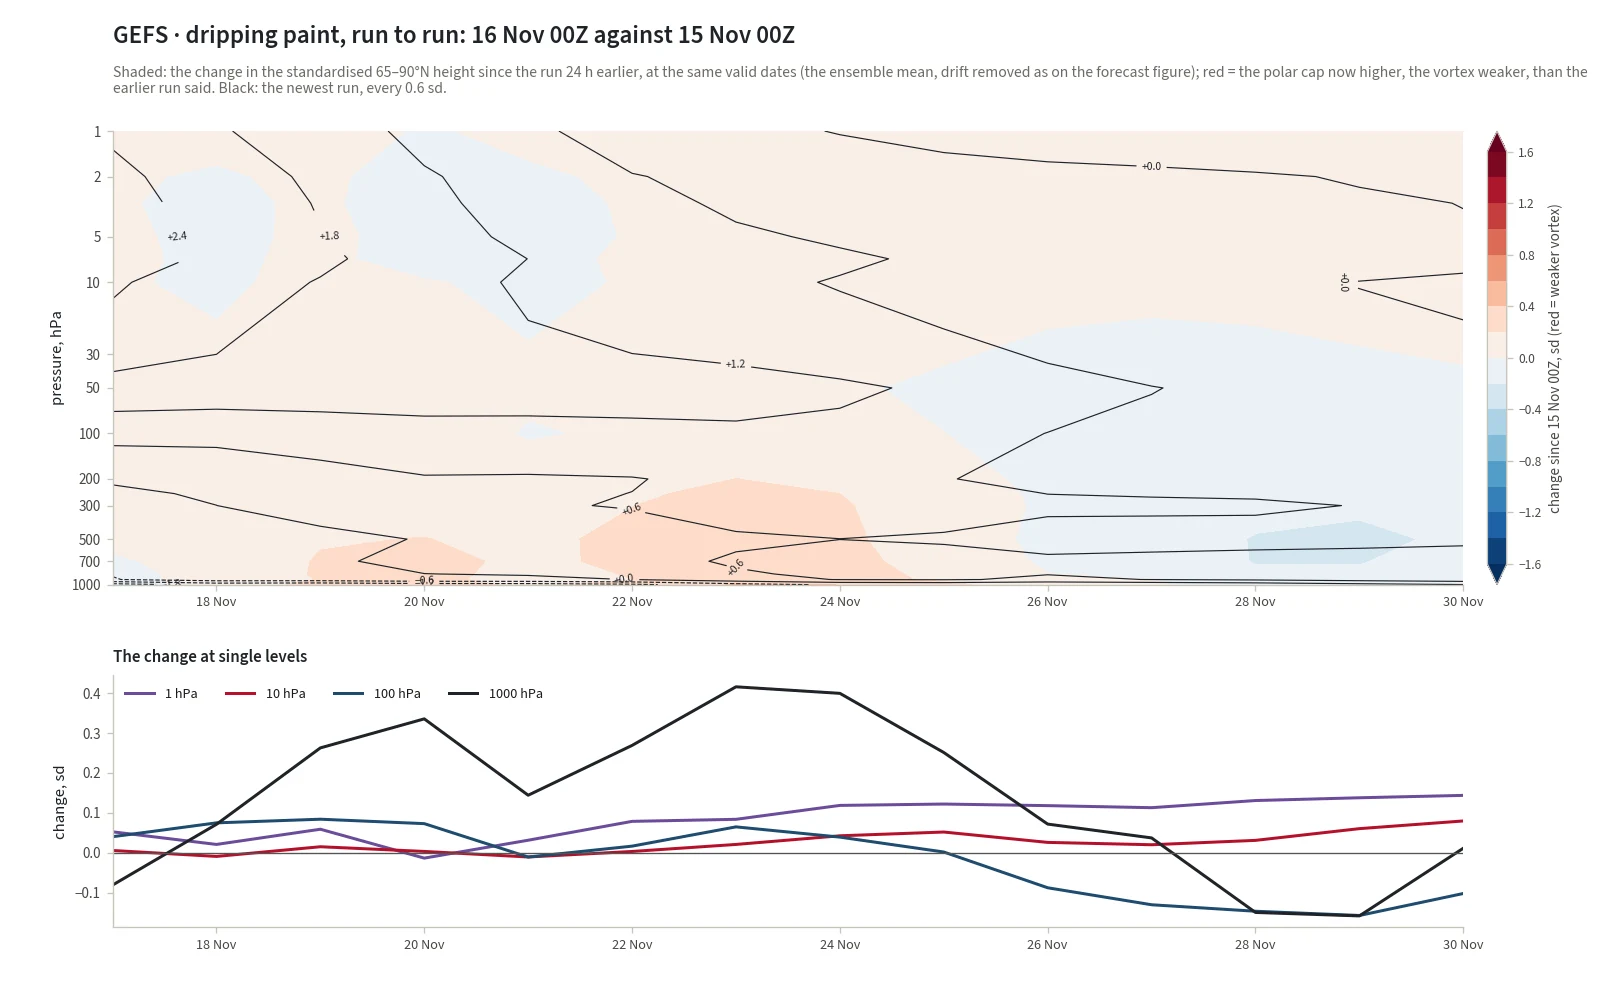 GEFS · dripping paint, run to run: 16 Nov 00Z against 15 Nov 00Z
Shaded: the change in the standardised 65–90°N height since the run 24 h earlier, at the same valid dates (the ensemble mean, drift removed as on the forecast figure); red = the polar cap now higher, the vortex weaker, than the
earlier run said. Black: the newest run, every 0.6 sd.
pressure, hPa
1
2
5
10
30
50
100
200
300
500
700
1000
+2.4
+1.8
+1.2
+0.0
+0.0
+0.6
+0.6
−0.6
+0.0
18 Nov
20 Nov
22 Nov
24 Nov
26 Nov
28 Nov
30 Nov
1.6
1.2
0.8
0.4
0.0
−0.4
−0.8
−1.2
−1.6
change since 15 Nov 00Z, sd (red = weaker vortex)
The change at single levels
1 hPa
10 hPa
100 hPa
1000 hPa
change, sd
0.4
0.3
0.2
0.1
0.0
−0.1
18 Nov
20 Nov
22 Nov
24 Nov
26 Nov
28 Nov
30 Nov